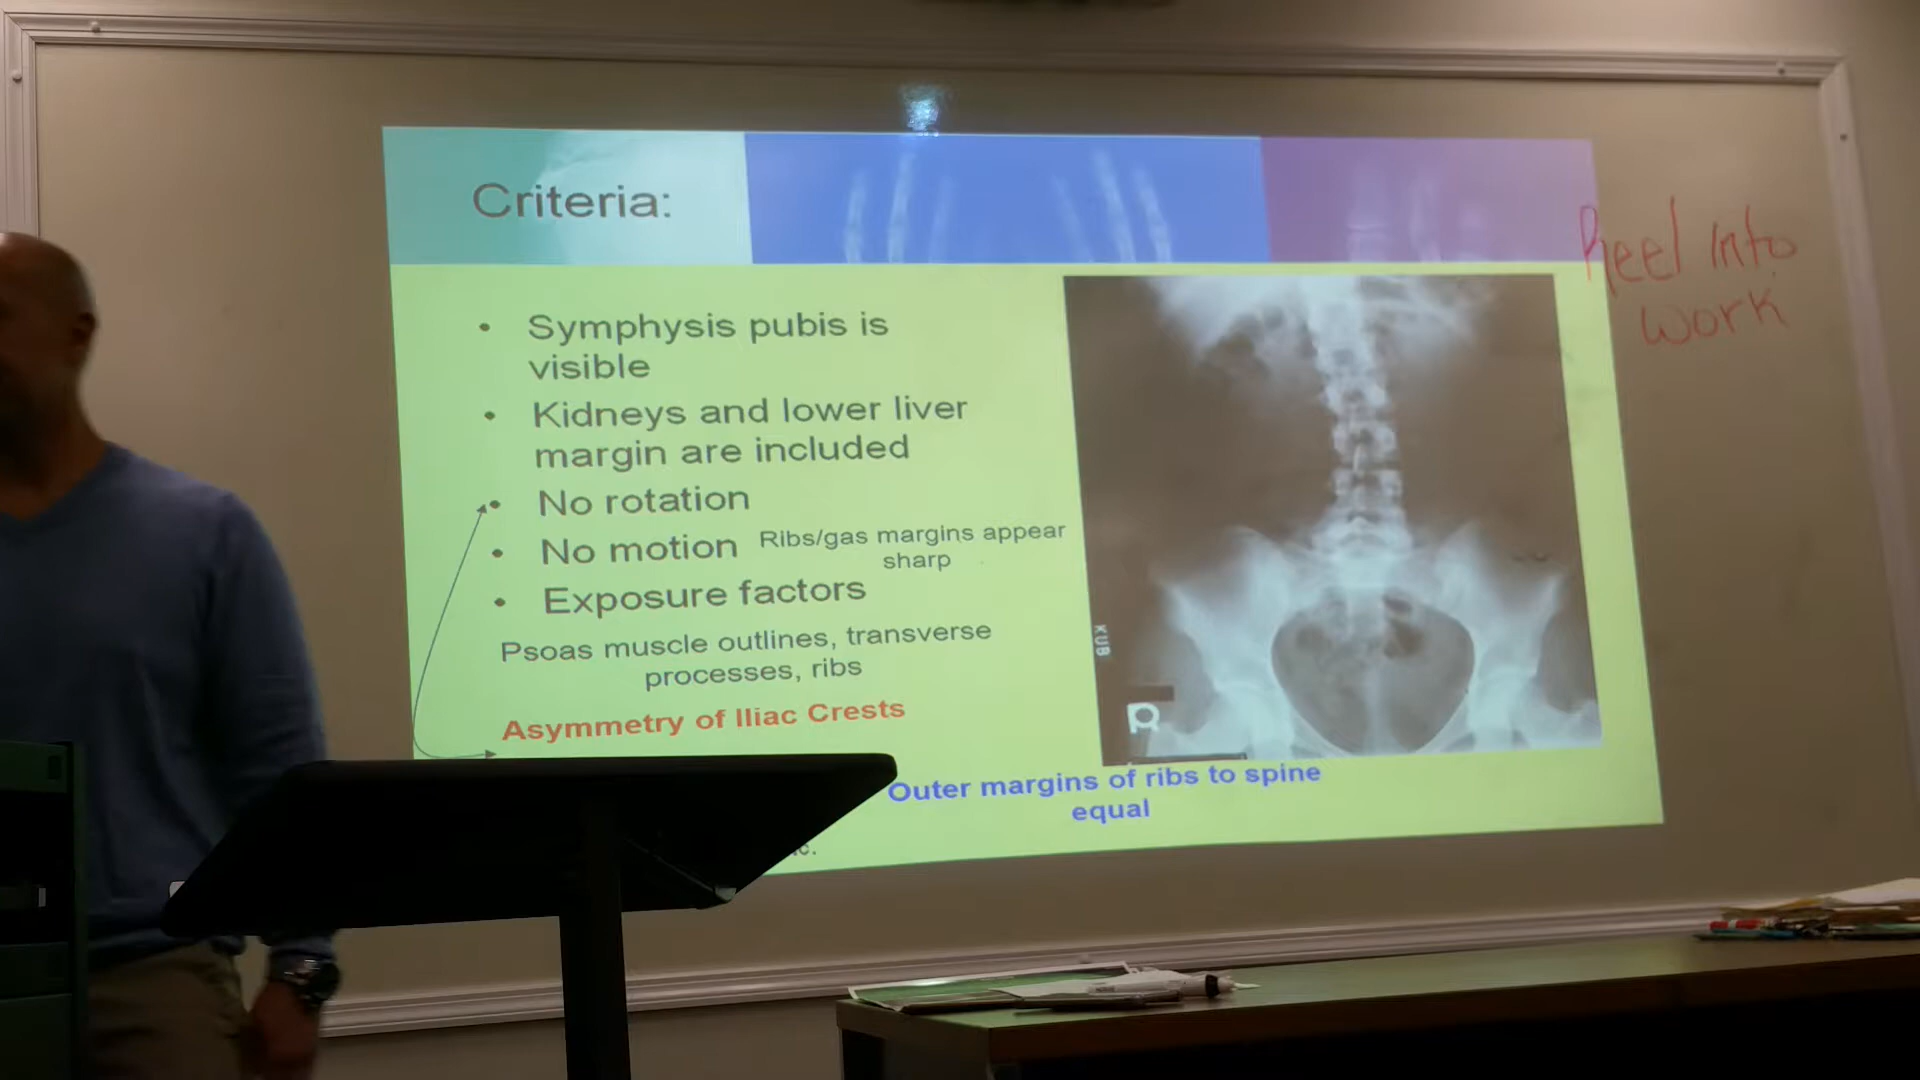 Criteria:
• Symphysis pubis is
visible
• Kidneys and lower liver
margin are included
• No rotation
• No motion
Ribs/gas margins appear
sharp
• Exposure factors
Psoas muscle outlines, transverse
processes, ribs
Asymmetry of Iliac Crests
Outer margins of ribs to spine
equal
KUB
R
into
work